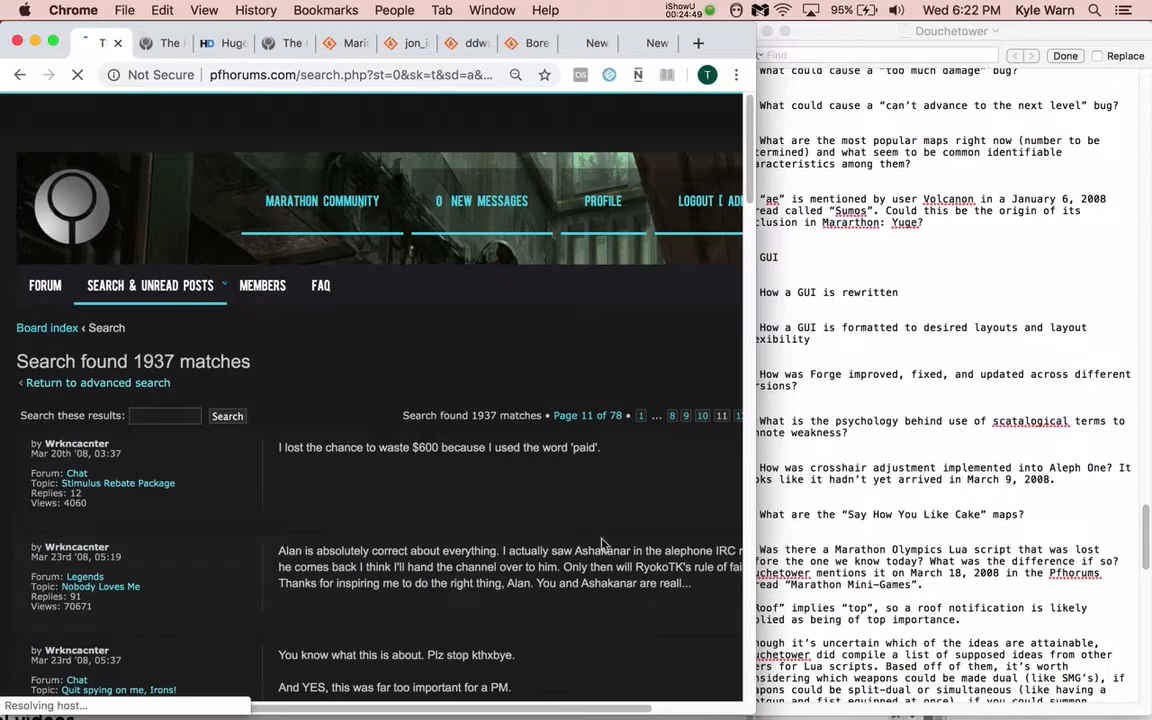 Chrome File Edit View History Bookmarks People Tab Window Help iShowU 00:24:49 95% Wed 6:22 PM Kyle Warn
The Hug The Mari jon_ ddw Bore New New +
Not Secure pfhorums.com/search.php?st=0&sk=t&sd=a&... T
MARATHON COMMUNITY 0 NEW MESSAGES PROFILE LOGOUT [ ADI
FORUM SEARCH & UNREAD POSTS MEMBERS FAQ
Board index ‹ Search
Search found 1937 matches
‹ Return to advanced search
Search these results: Search Search found 1937 matches • Page 11 of 78 • 1 ... 8 9 10 11 1
by Wrkncacnter
Mar 20th '08, 03:37
Forum: Chat
Topic: Stimulus Rebate Package
Replies: 12
Views: 4060
I lost the chance to waste $600 because I used the word 'paid'.
by Wrkncacnter
Mar 23rd '08, 05:19
Forum: Legends
Topic: Nobody Loves Me
Replies: 91
Views: 70671
Alan is absolutely correct about everything. I actually saw Ashakanar in the alephone IRC r
he comes back I think I'll hand the channel over to him. Only then will RyokoTK's rule of fai
Thanks for inspiring me to do the right thing, Alan. You and Ashakanar are reall...
by Wrkncacnter
Mar 23rd '08, 05:37
Forum: Chat
Topic: Quit spying on me, Irons!
You know what this is about. Plz stop kthxbye.
And YES, this was far too important for a PM.
Resolving host...
Douchetower
Find Done Replace
What could cause a "too much damage" bug?
What could cause a “can’t advance to the next level” bug?
What are the most popular maps right now (number to be
termined) and what seem to be common identifiable
aracteristics among them?
“ae” is mentioned by user Volcanon in a January 6, 2008
read called “Sumos”. Could this be the origin of its
clusion in Mararthon: Yuge?
GUI
How a GUI is rewritten
How a GUI is formatted to desired layouts and layout
exibility
How was Forge improved, fixed, and updated across different
rsions?
What is the psychology behind use of scatalogical terms to
nnote weakness?
How was crosshair adjustment implemented into Aleph One? It
oks like it hadn’t yet arrived in March 9, 2008.
What are the “Say How You Like Cake” maps?
Was there a Marathon Olympics Lua script that was lost
fore the one we know today? What was the difference if so?
uchetower mentions it on March 18, 2008 in the Pfhorums
read “Marathon Mini-Games”.
Roof” implies “top”, so a roof notification is likely
plied as being of top importance.
hough it’s uncertain which of the ideas are attainable,
uchetower did compile a list of supposed ideas from other
ers for Lua scripts. Based off of them, it’s worth
nsidering which weapons could be made dual (like SMG’s), if
apons could be split-dual or simultaneous (like having a
otgun and fist equipped at once), if you could summon